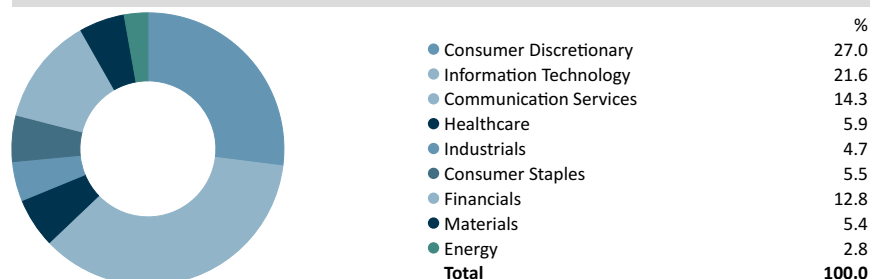 %
Consumer Discretionary 27.0
Information Technology 21.6
Communication Services 14.3
Healthcare 5.9
Industrials 4.7
Consumer Staples 5.5
Financials 12.8
Materials 5.4
Energy 2.8
Total 100.0